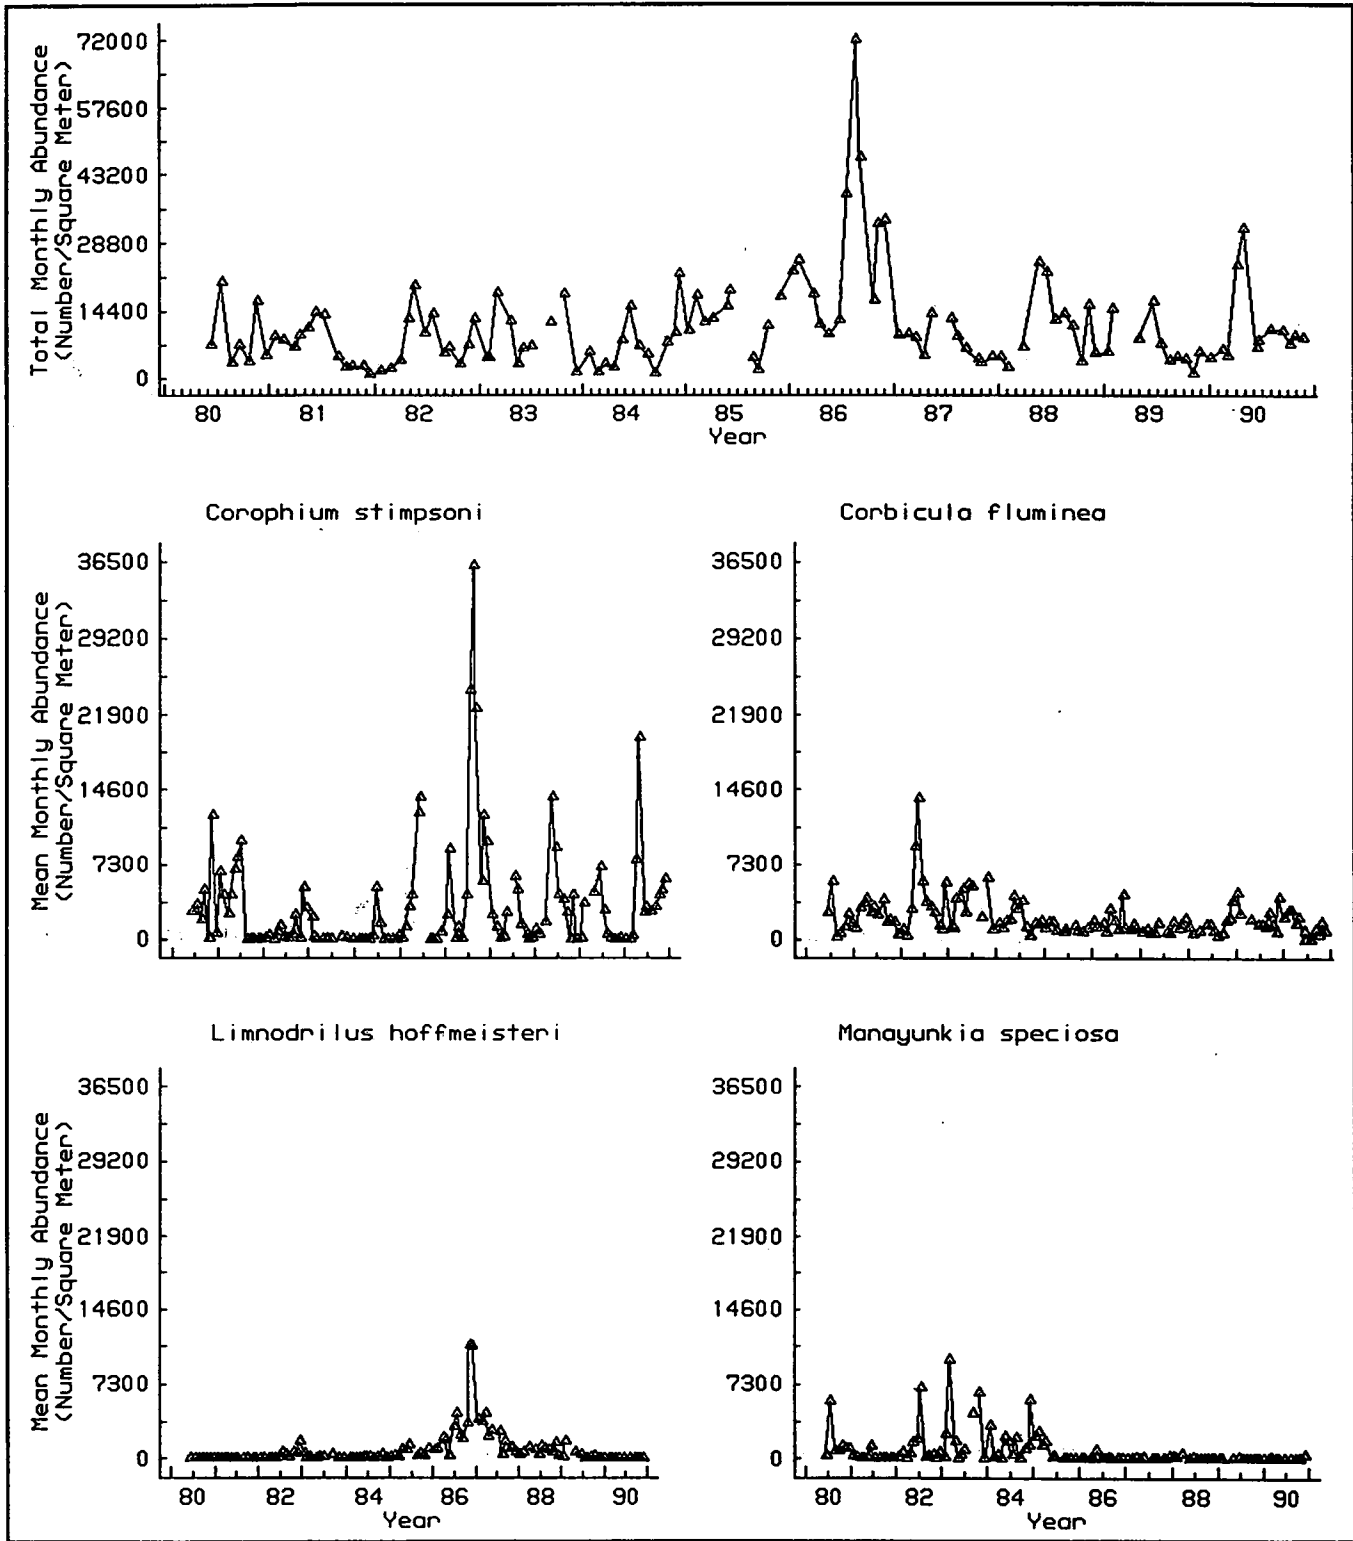 Total Monthly Abundance
(Number/Square Meter)
72000
57600
43200
28800
14400
0
80 81 82 83 84 85 86 87 88 89 90
Year
Corophium stimpsoni
Mean Monthly Abundance
(Number/Square Meter)
36500
29200
21900
14600
7300
0
Corbicula fluminea
36500
29200
21900
14600
7300
0
Limnodrilus hoffmeisteri
Mean Monthly Abundance
(Number/Square Meter)
36500
29200
21900
14600
7300
0
80 82 84 86 88 90
Year
Manayunkia speciosa
36500
29200
21900
14600
7300
0
80 82 84 86 88 90
Year